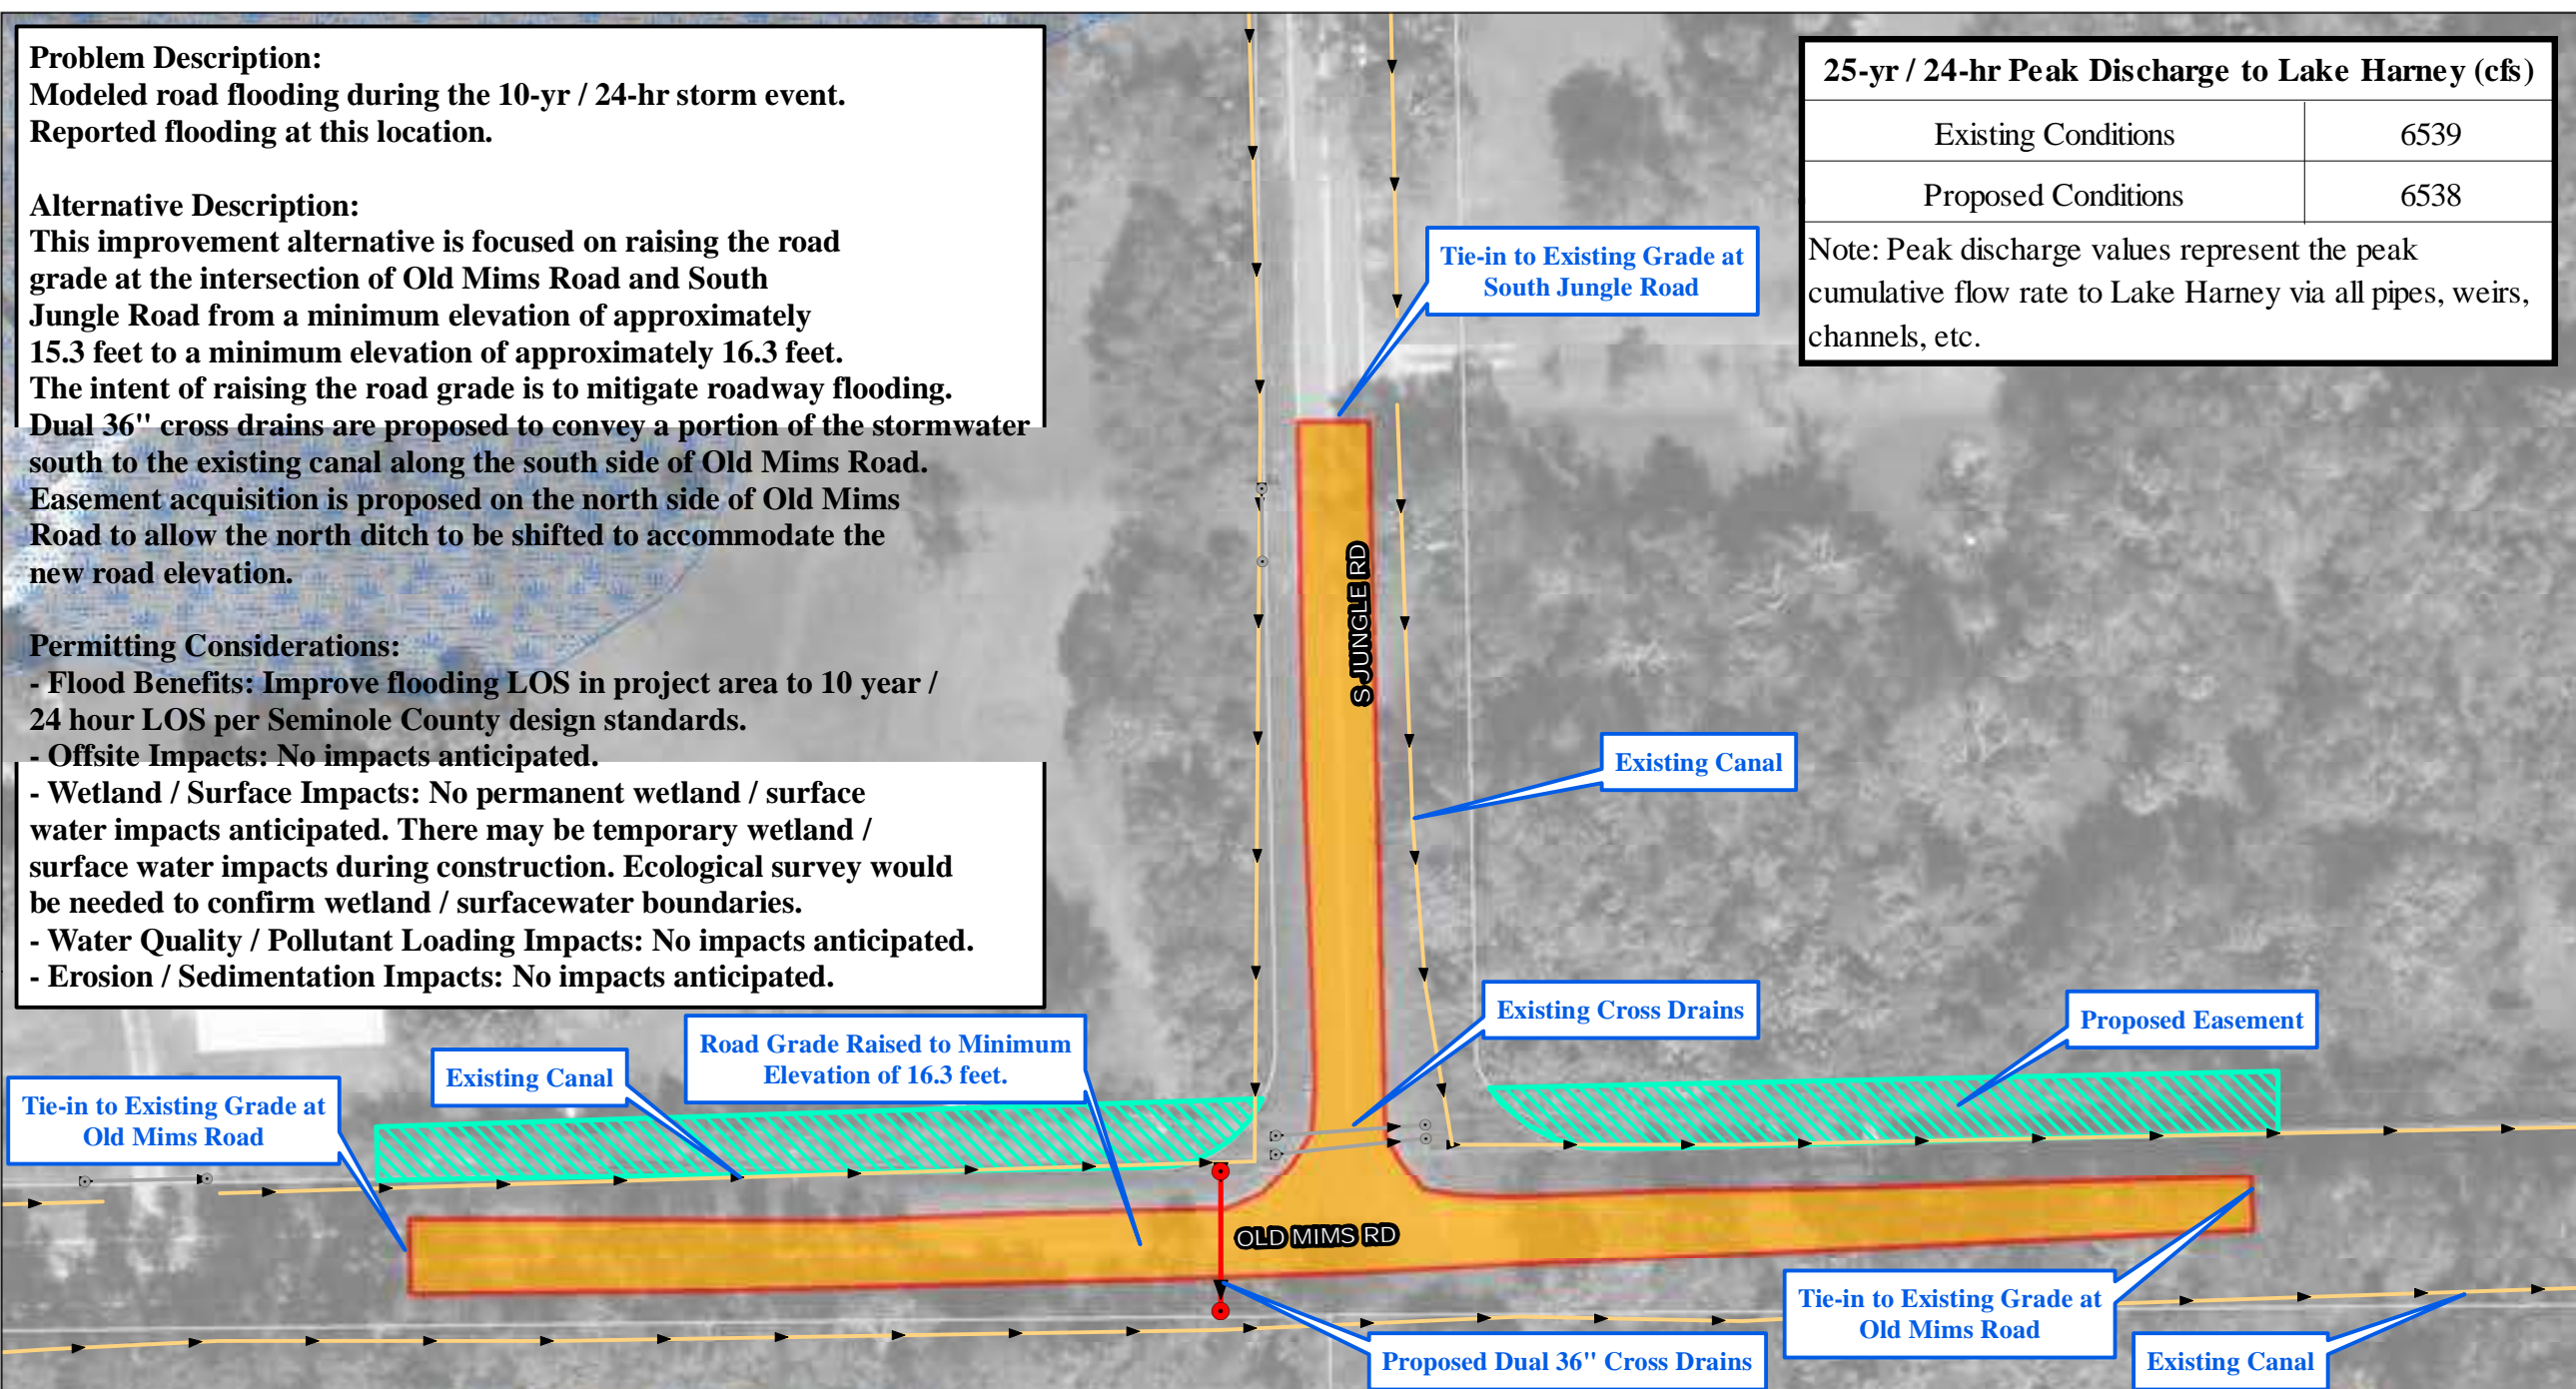 Problem Description:
Modeled road flooding during the 10-yr / 24-hr storm event.
Reported flooding at this location.
Alternative Description:
This improvement alternative is focused on raising the road
grade at the intersection of Old Mims Road and South
Jungle Road from a minimum elevation of approximately
15.3 feet to a minimum elevation of approximately 16.3 feet.
The intent of raising the road grade is to mitigate roadway flooding.
Dual 36" cross drains are proposed to convey a portion of the stormwater
south to the existing canal along the south side of Old Mims Road.
Easement acquisition is proposed on the north side of Old Mims
Road to allow the north ditch to be shifted to accommodate the
new road elevation.
Permitting Considerations:
- Flood Benefits: Improve flooding LOS in project area to 10 year /
24 hour LOS per Seminole County design standards.
- Offsite Impacts: No impacts anticipated.
- Wetland / Surface Impacts: No permanent wetland / surface
water impacts anticipated. There may be temporary wetland /
surface water impacts during construction. Ecological survey would
be needed to confirm wetland / surfacewater boundaries.
- Water Quality / Pollutant Loading Impacts: No impacts anticipated.
- Erosion / Sedimentation Impacts: No impacts anticipated.
25-yr / 24-hr Peak Discharge to Lake Harney (cfs)
Existing Conditions 6539
Proposed Conditions 6538
Note: Peak discharge values represent the peak
cumulative flow rate to Lake Harney via all pipes, weirs,
channels, etc.
Tie-in to Existing Grade at
South Jungle Road
S JUNGLE RD
Existing Canal
Existing Cross Drains
Proposed Easement
Road Grade Raised to Minimum
Elevation of 16.3 feet.
Existing Canal
Tie-in to Existing Grade at
Old Mims Road
OLD MIMS RD
Tie-in to Existing Grade at
Old Mims Road
Proposed Dual 36" Cross Drains
Existing Canal